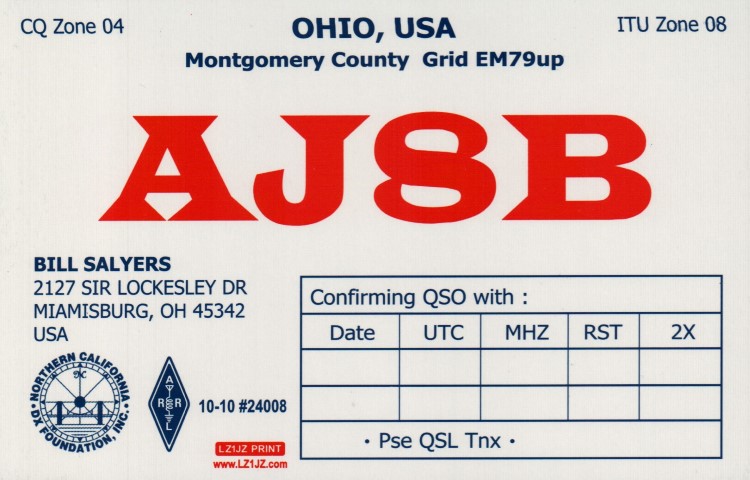 CQ Zone 04
OHIO, USA
ITU Zone 08
Montgomery County Grid EM79up
AJ8B
BILL SALYERS
2127 SIR LOCKESLEY DR
MIAMISBURG, OH 45342
USA
Confirming QSO with :
Date UTC MHZ RST 2X
• Pse QSL Tnx •
NORTHERN CALIFORNIA
• DX FOUNDATION, INC. •
A
R R
L
10-10 #24008
LZ1JZ PRINT
www.LZ1JZ.com